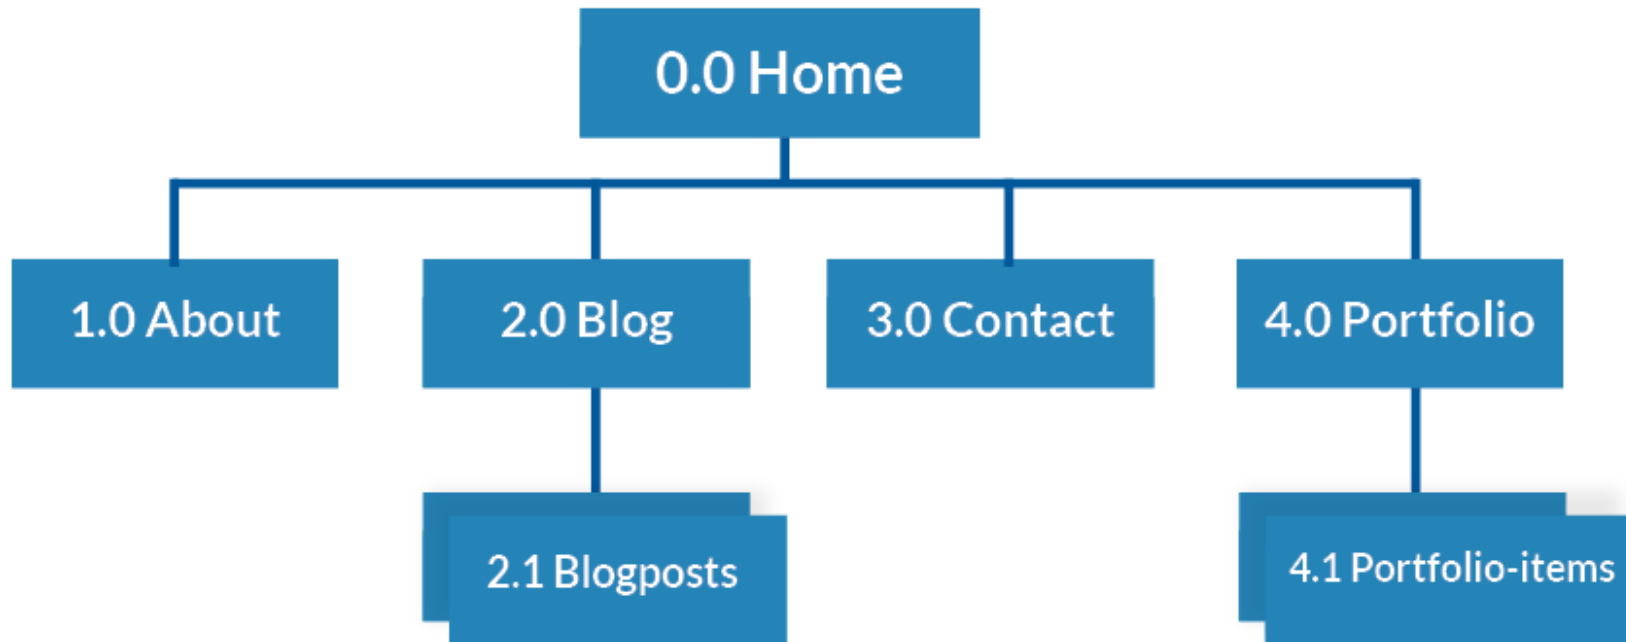 0.0 Home
1.0 About
2.0 Blog
3.0 Contact
4.0 Portfolio
2.1 Blogposts
4.1 Portfolio-items